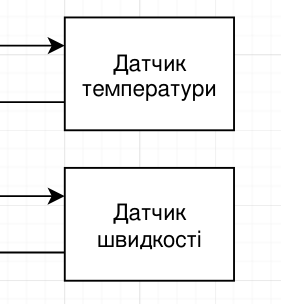 Датчик
температури
Датчик
швидкості